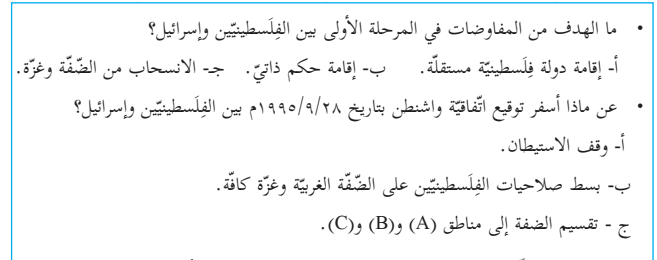 • ما الهدف من المفاوضات في المرحلة الأولى بين الفِلَسطينيّين وإسرائيل؟
أ- إقامة دولة فِلَسطينيّة مستقلّة. ب- إقامة حكم ذاتيّ. جـ- الانسحاب من الضّفّة وغزّة.
• عن ماذا أسفر توقيع اتّفاقيّة واشنطن بتاريخ ١٩٩٥/٩/٢٨م بين الفِلَسطينيّين وإسرائيل؟
أ- وقف الاستيطان.
ب- بسط صلاحيات الفِلَسطينيّين على الضّفّة الغربيّة وغزّة كافّة.
ج - تقسيم الضفة إلى مناطق (A) و(B) و(C).